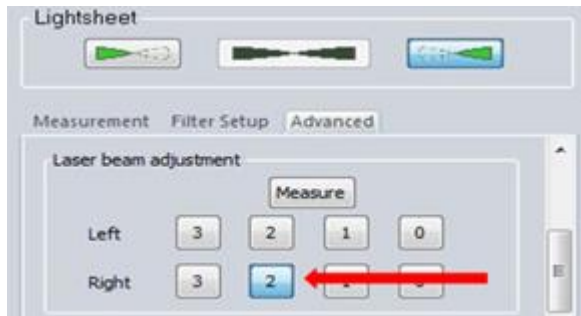 Lightsheet
Measurement Filter Setup Advanced
Laser beam adjustment
Measure
Left 3 2 1 0
Right 3 2